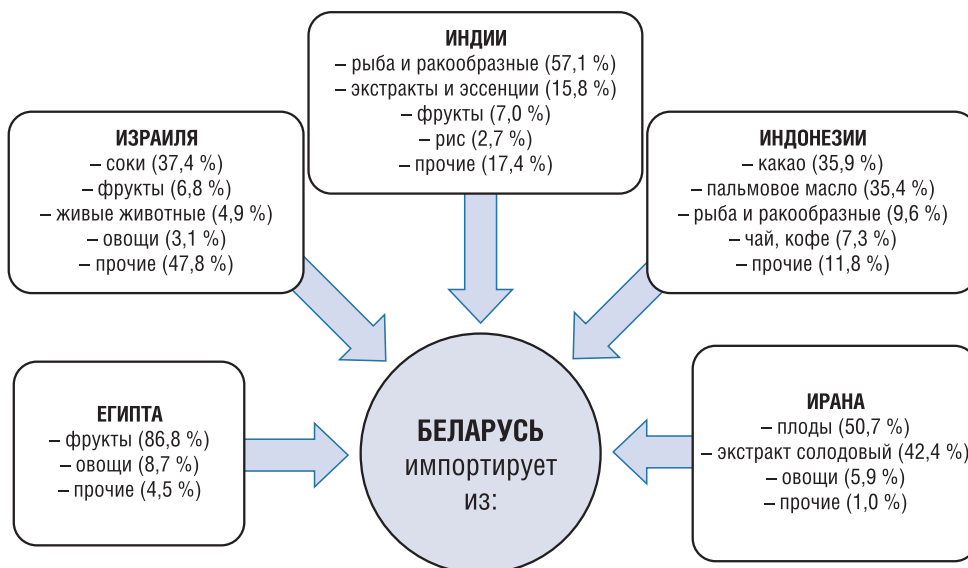 ИНДИИ
– рыба и ракообразные (57,1 %)
– экстракты и эссенции (15,8 %)
– фрукты (7,0 %)
– рис (2,7 %)
– прочие (17,4 %)
ИЗРАИЛЯ
– соки (37,4 %)
– фрукты (6,8 %)
– живые животные (4,9 %)
– овощи (3,1 %)
– прочие (47,8 %)
ИНДОНЕЗИИ
– какао (35,9 %)
– пальмовое масло (35,4 %)
– рыба и ракообразные (9,6 %)
– чай, кофе (7,3 %)
– прочие (11,8 %)
ЕГИПТА
– фрукты (86,8 %)
– овощи (8,7 %)
– прочие (4,5 %)
БЕЛАРУСЬ
импортирует
из:
ИРАНА
– плоды (50,7 %)
– экстракт солодовый (42,4 %)
– овощи (5,9 %)
– прочие (1,0 %)